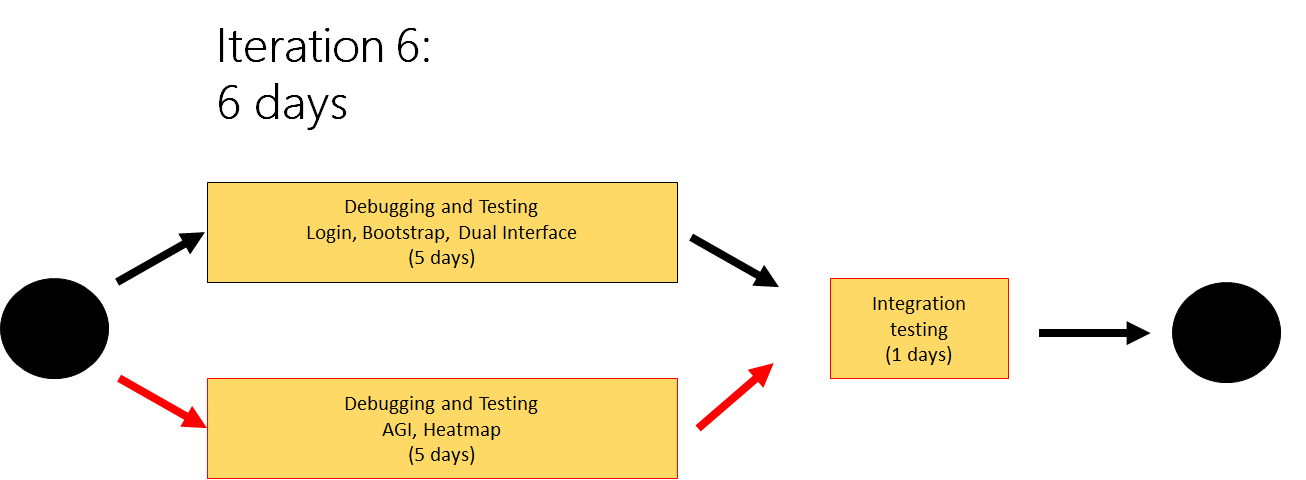 Iteration 6:
6 days
Debugging and Testing
Login, Bootstrap, Dual Interface
(5 days)
Integration
testing
(1 days)
Debugging and Testing
AGI, Heatmap
(5 days)